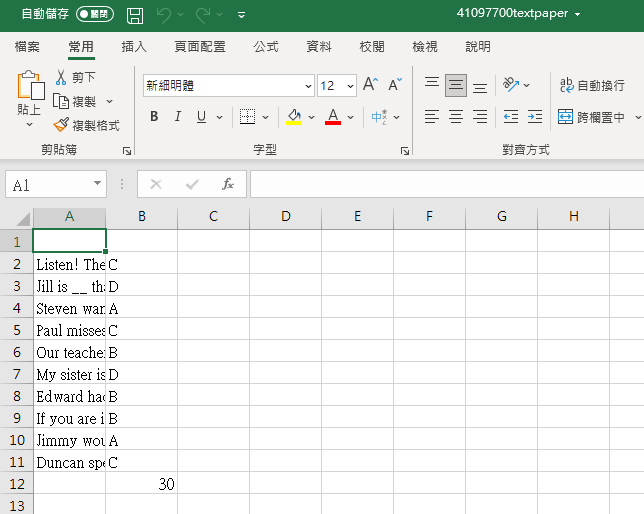 自動儲存 關閉 41097700textpaper
檔案 常用 插入 頁面配置 公式 資料 校閱 檢視 說明
貼上 剪下 複製 複製格式 剪貼簿
新細明體 12 A A
B I U A 中 字型
ab 自動換行
跨欄置中
對齊方式
A1 fx
A B C D E F G H
1
2 Listen! The C
3 Jill is __ tha D
4 Steven wan A
5 Paul misses C
6 Our teache B
7 My sister is D
8 Edward had B
9 If you are i B
10 Jimmy wou A
11 Duncan spe C
12 30
13